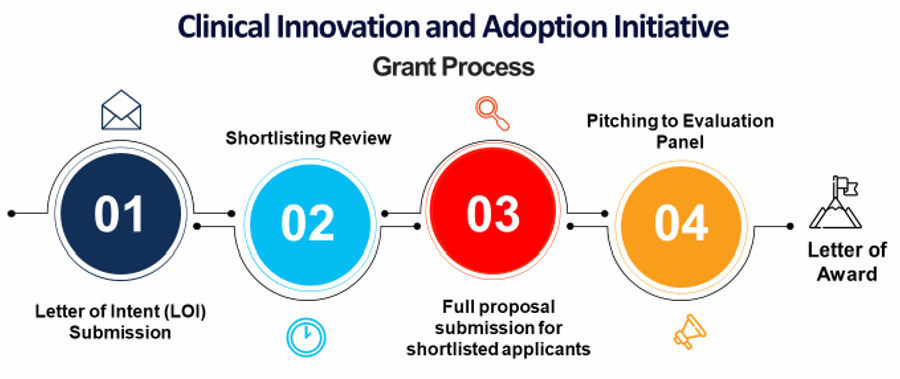 Clinical Innovation and Adoption Initiative
Grant Process
01
Letter of Intent (LOI)
Submission
Shortlisting Review
02
03
Full proposal
submission for
shortlisted applicants
Pitching to Evaluation
Panel
04
Letter of
Award